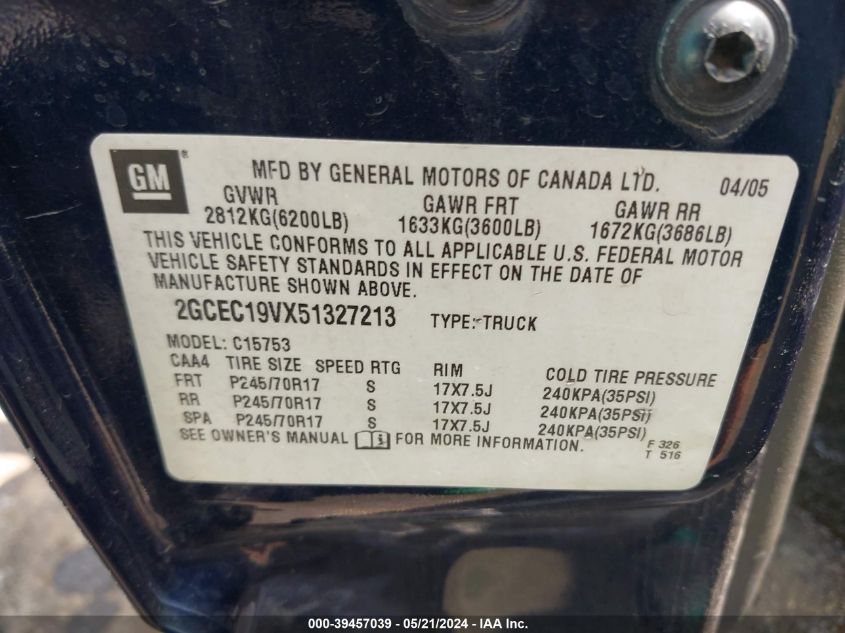 GM® MFD BY GENERAL MOTORS OF CANADA LTD. 04/05
GVWR GAWR FRT GAWR RR
2812KG(6200LB) 1633KG(3600LB) 1672KG(3686LB)
THIS VEHICLE CONFORMS TO ALL APPLICABLE U.S. FEDERAL MOTOR
VEHICLE SAFETY STANDARDS IN EFFECT ON THE DATE OF
MANUFACTURE SHOWN ABOVE.
2GCEC19VX51327213 TYPE: TRUCK
MODEL: C15753
CAA4 TIRE SIZE SPEED RTG RIM COLD TIRE PRESSURE
FRT P245/70R17 S 17X7.5J 240KPA(35PSI)
RR P245/70R17 S 17X7.5J 240KPA(35PSI)
SPA P245/70R17 S 17X7.5J 240KPA(35PSI)
SEE OWNER'S MANUAL i FOR MORE INFORMATION. F 326
T 516
000-39457039 - 05/21/2024 - IAA, Inc.